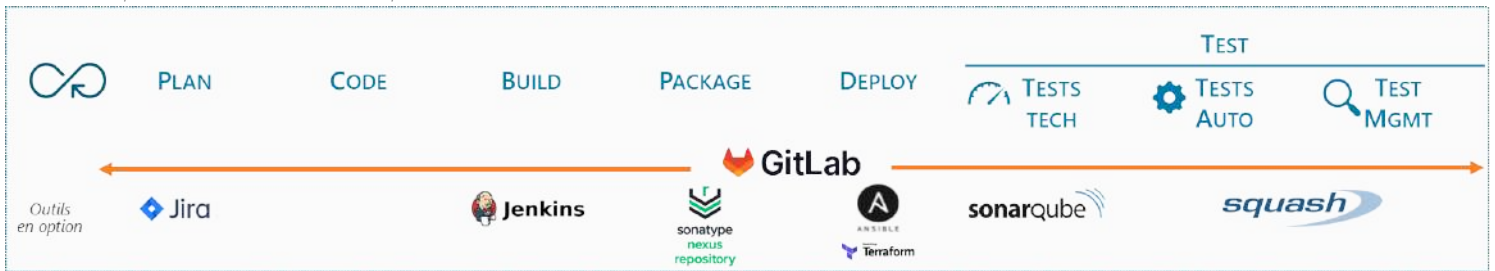 TEST
PLAN
CODE
BUILD
PACKAGE
DEPLOY
TESTS
TECH
TESTS
AUTO
TEST
MGMT
GitLab
Outils
en option
Jira
Jenkins
sonatype
nexus
repository
A
ANSIBLE
Terraform
sonarqube
squash